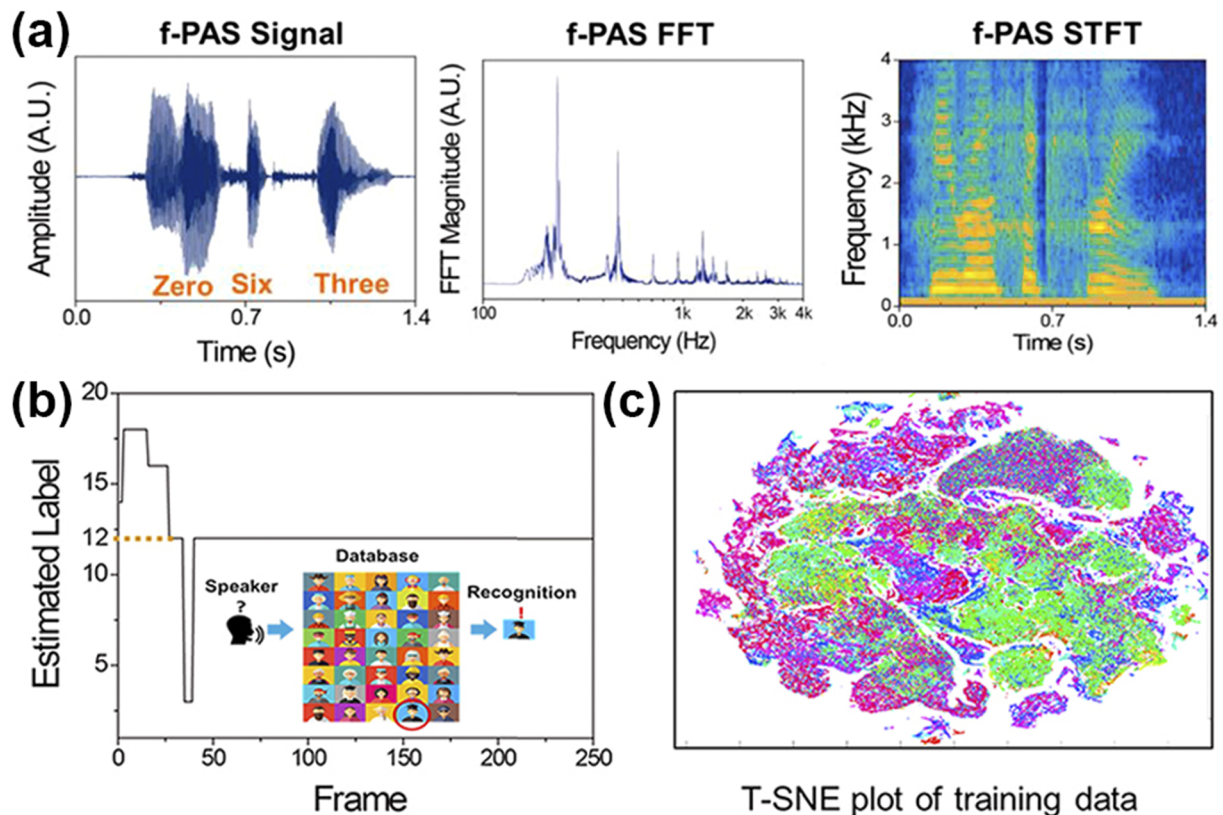 (a)
f-PAS Signal
f-PAS FFT
f-PAS STFT
Amplitude (A.U.)
Zero Six Three
0.0 0.7 1.4
Time (s)
FFT Magnitude (A.U.)
100 1k 2k 3k 4k
Frequency (Hz)
Frequency (kHz)
4
3
2
1
0
0.0 0.7 1.4
Time (s)
(b)
Estimated Label
20
15
12
10
5
0 50 100 150 200 250
Frame
Database
Speaker
?
Recognition
!
(c)
T-SNE plot of training data